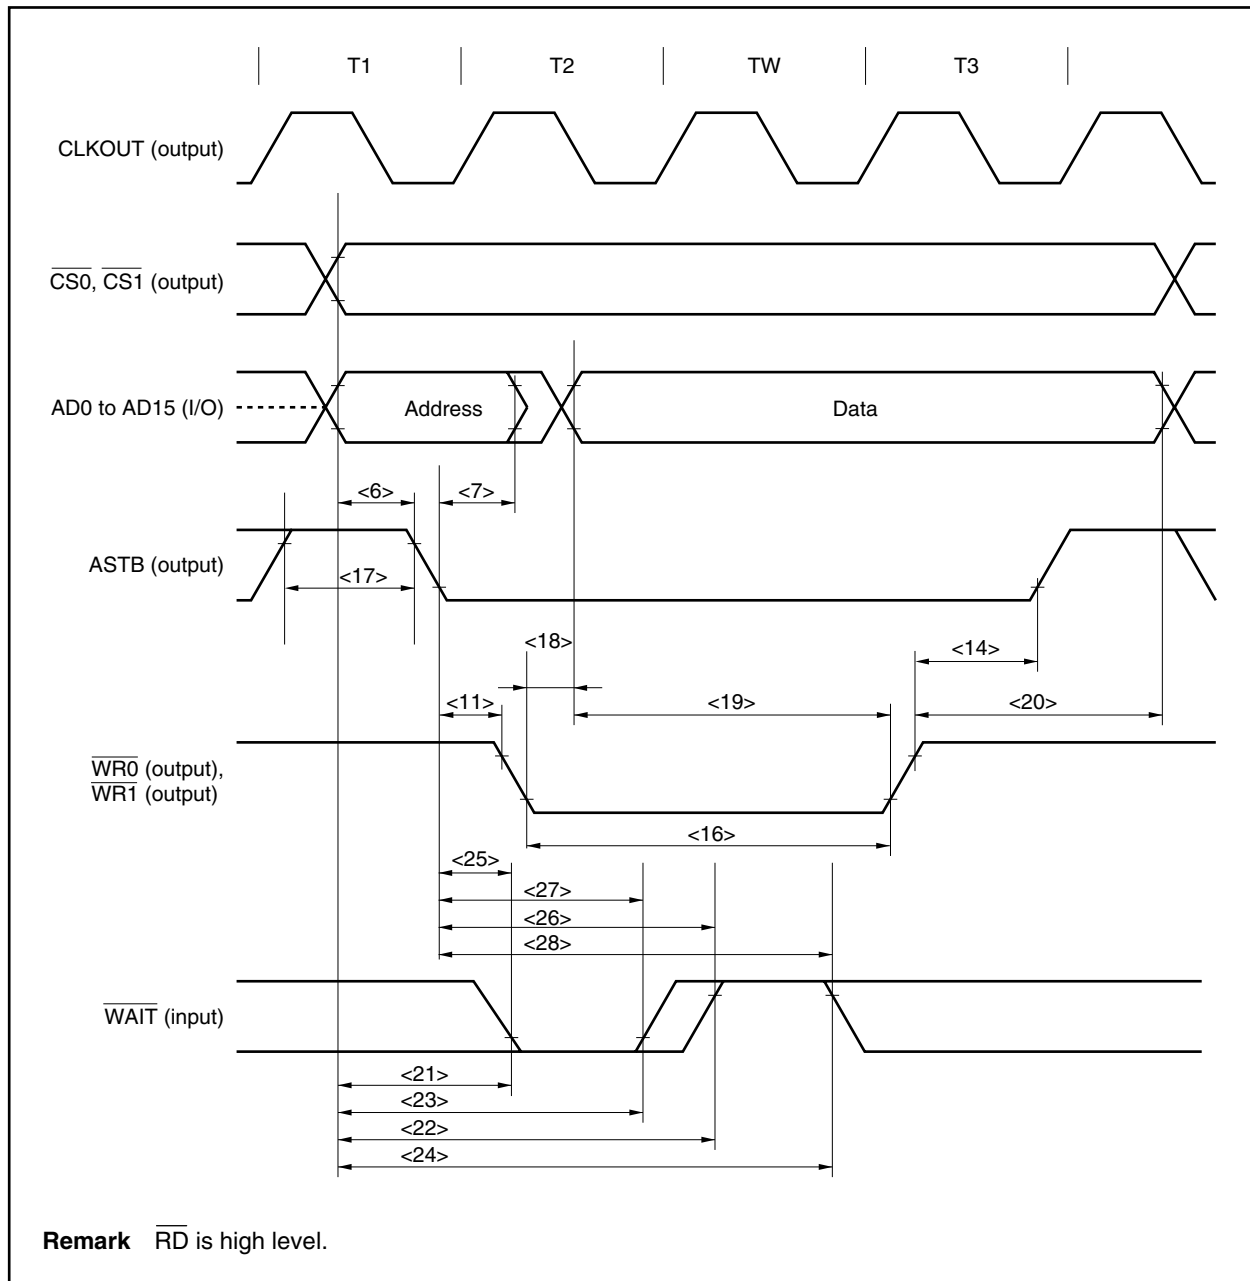 T1 T2 TW T3
CLKOUT (output)
CS0, CS1 (output)
AD0 to AD15 (I/O) Address Data
<6> <7>
ASTB (output)
<17>
<18>
<14>
<11> <19> <20>
WR0 (output),
WR1 (output)
<16>
<25>
<27>
<26>
<28>
WAIT (input)
<21>
<23>
<22>
<24>
Remark RD is high level.